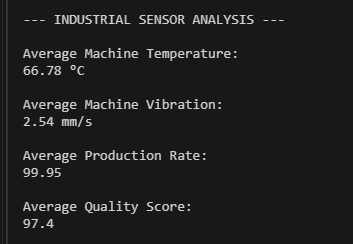 --- INDUSTRIAL SENSOR ANALYSIS ---
Average Machine Temperature:
66.78 °C
Average Machine Vibration:
2.54 mm/s
Average Production Rate:
99.95
Average Quality Score:
97.4